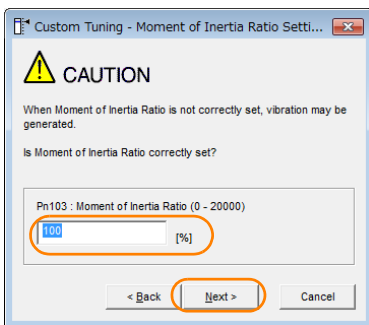 Custom Tuning - Moment of Inertia Ratio Setti...
CAUTION
When Moment of Inertia Ratio is not correctly set, vibration may be
generated.
Is Moment of Inertia Ratio correctly set?
Pn103 : Moment of Inertia Ratio (0 - 20000)
100 [%]
< Back Next > Cancel